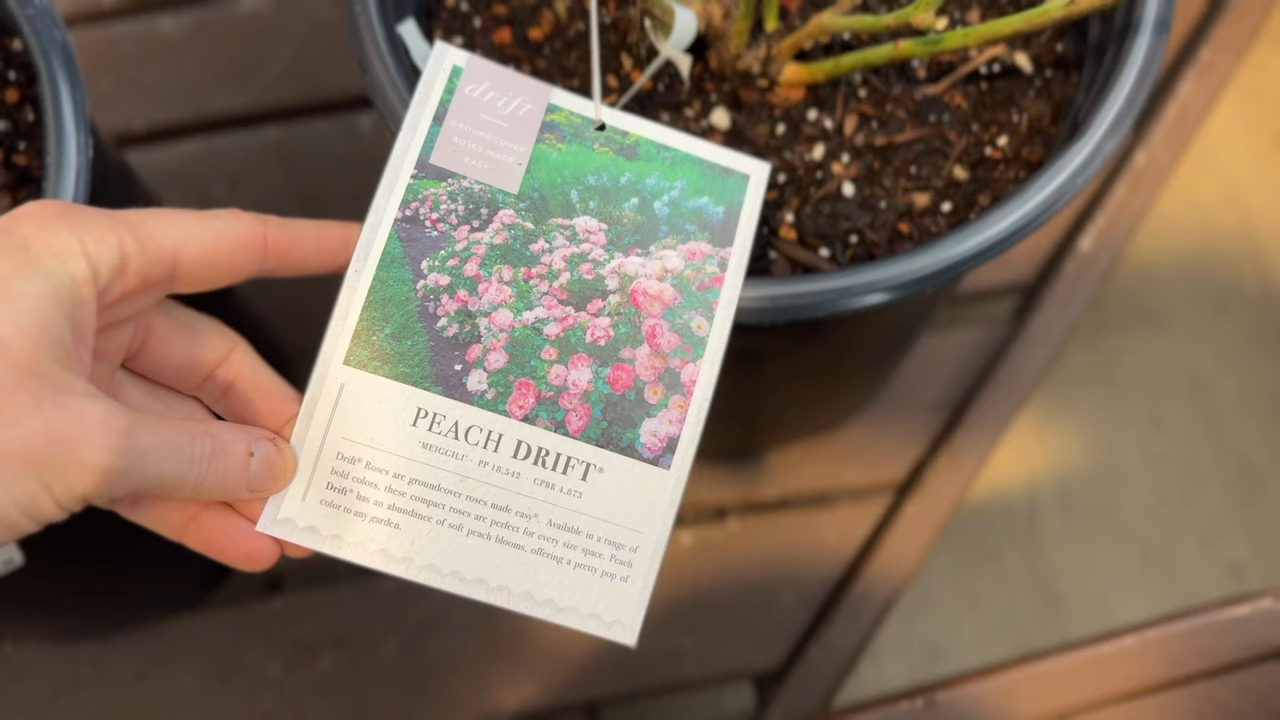 drift
GROUNDCOVER
ROSES MADE
EASY®
PEACH DRIFT®
'MEIGGILI' · PP 18,542 · CPBR 4,873
Drift® Roses are groundcover roses made easy®. Available in a range of
bold colors, these compact roses are perfect for every size space. Peach
Drift® has an abundance of soft peach blooms, offering a pretty pop of
color to any garden.